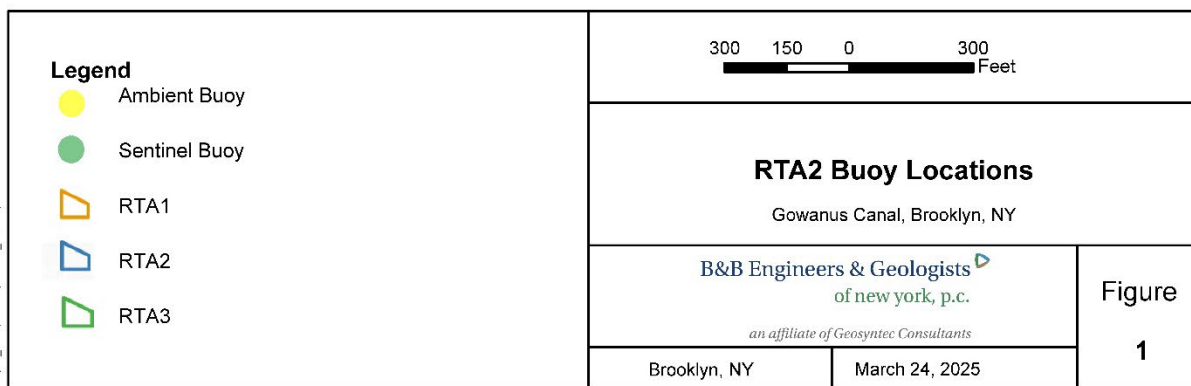 Legend
Ambient Buoy
Sentinel Buoy
RTA1
RTA2
RTA3
300 150 0 300
Feet
RTA2 Buoy Locations
Gowanus Canal, Brooklyn, NY
B&B Engineers & Geologists
of new york, p.c.
an affiliate of Geosyntec Consultants
Brooklyn, NY
March 24, 2025
Figure
1